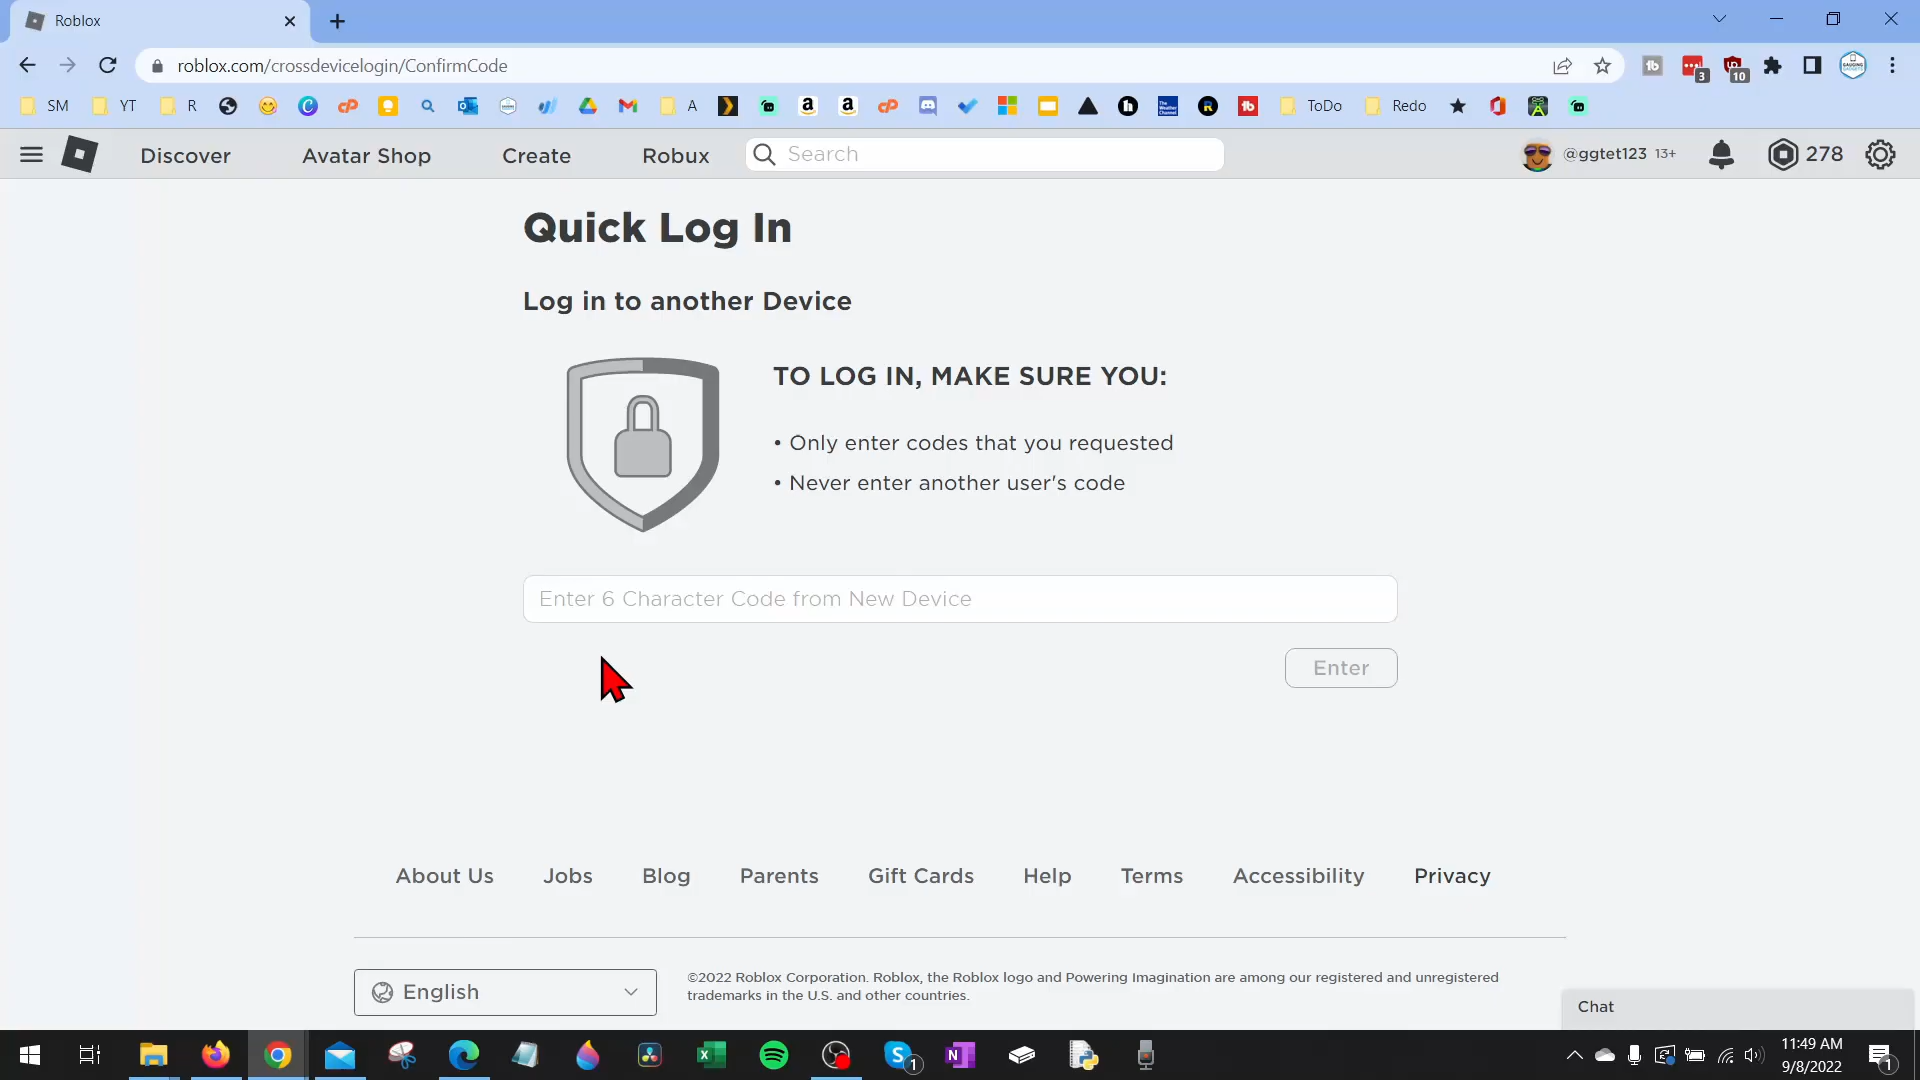 Roblox
roblox.com/crossdevicelogin/ConfirmCode
3
10
SM
YT
R
A
ToDo
Redo
Discover
Avatar Shop
Create
Robux
Search
@ggtet123 13+
278
Quick Log In
Log in to another Device
TO LOG IN, MAKE SURE YOU:
• Only enter codes that you requested
• Never enter another user's code
Enter 6 Character Code from New Device
Enter
About Us
Jobs
Blog
Parents
Gift Cards
Help
Terms
Accessibility
Privacy
English
©2022 Roblox Corporation. Roblox, the Roblox logo and Powering Imagination are among our registered and unregistered
trademarks in the U.S. and other countries.
Chat
1
11:49 AM
9/8/2022
1